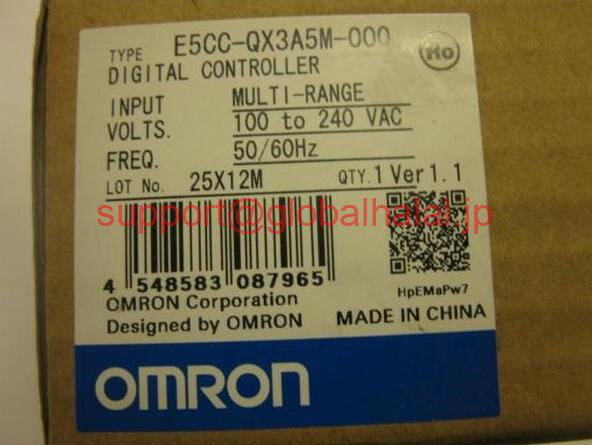 TYPE E5CC-QX3A5M-000
DIGITAL CONTROLLER
INPUT MULTI-RANGE
VOLTS. 100 to 240 VAC
FREQ. 50/60Hz
LOT No. 25X12M QTY.1 Ver1.1
support@globalhalal.jp
4 548583 087965
HpEMaPw7
OMRON Corporation
Designed by OMRON MADE IN CHINA
OMRON